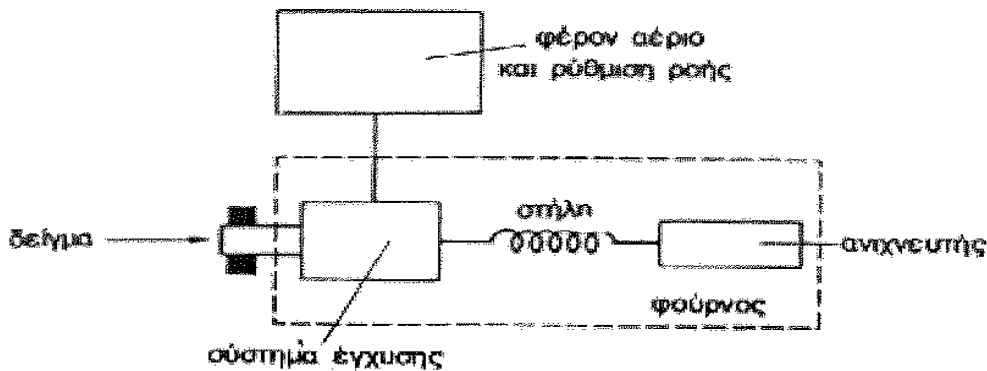 φέρον αέριο
και ρύθμιση ροής
στήλη
δείγμα
ανιχνευτής
φούρνος
σύστημα έγχυσης